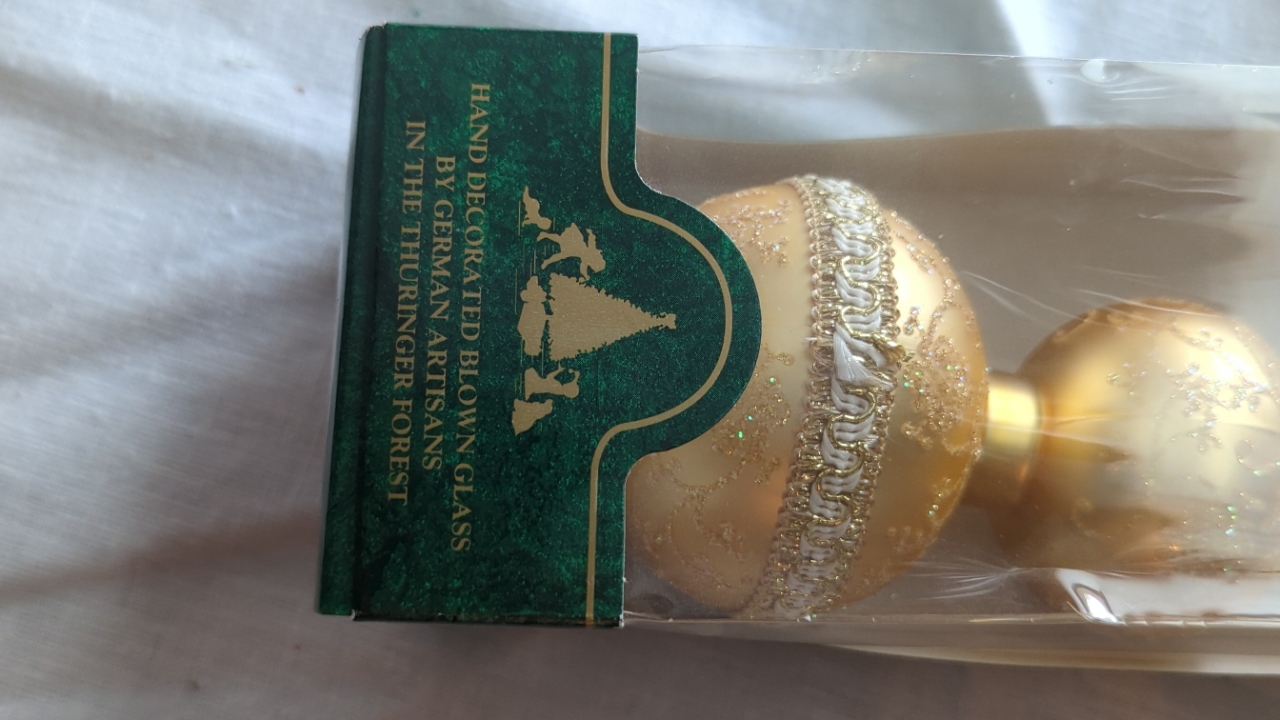 HAND DECORATED BLOWN GLASS
BY GERMAN ARTISANS
IN THE THURINGER FOREST